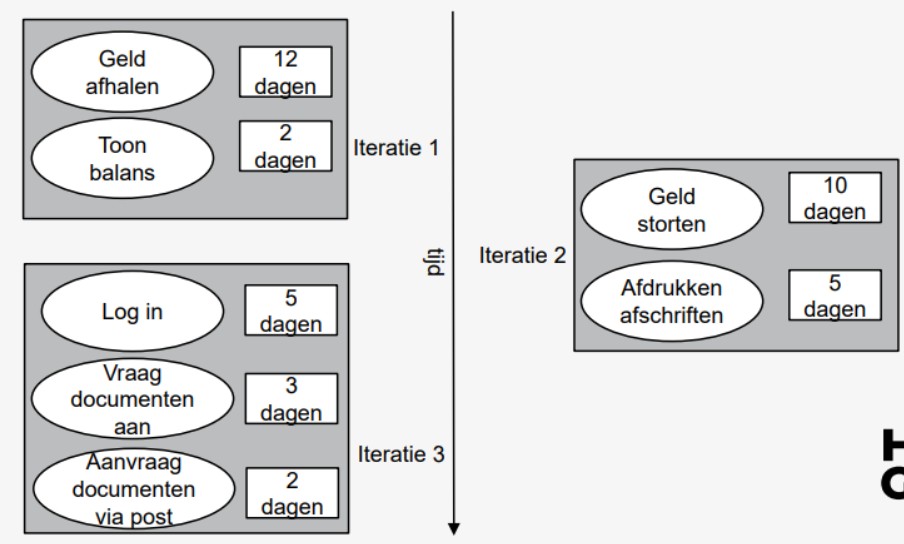 Geld
afhalen
12
dagen
Toon
balans
2
dagen
Iteratie 1
Geld
storten
10
dagen
Iteratie 2
Afdrukken
afschriften
5
dagen
tijd
Log in
5
dagen
Vraag
documenten
aan
3
dagen
Iteratie 3
Aanvraag
documenten
via post
2
dagen